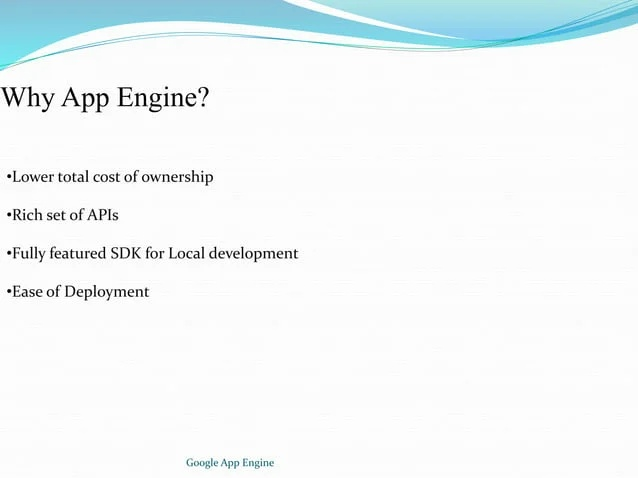 Why App Engine?
•Lower total cost of ownership
•Rich set of APIs
•Fully featured SDK for Local development
•Ease of Deployment
Google App Engine